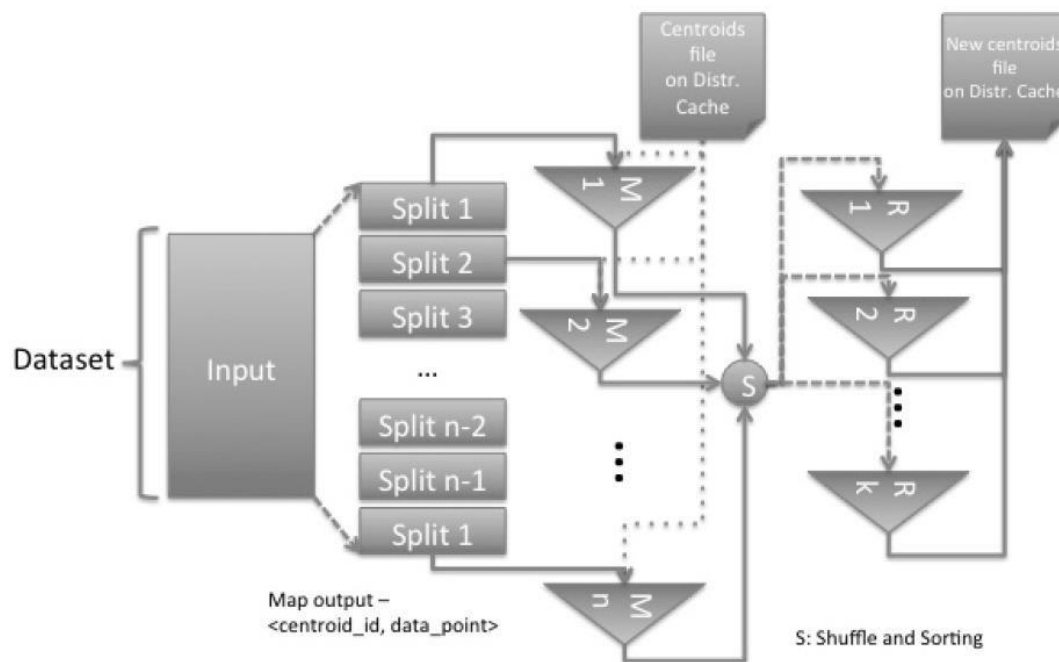 Centroids
file
on Distr.
Cache
New centroids
file
on Distr. Cache
Dataset
Input
Split 1
Split 2
Split 3
...
Split n-2
Split n-1
Split 1
M
1
M
2
M
n
S
R
1
R
2
R
k
Map output –
<centroid_id, data_point>
S: Shuffle and Sorting